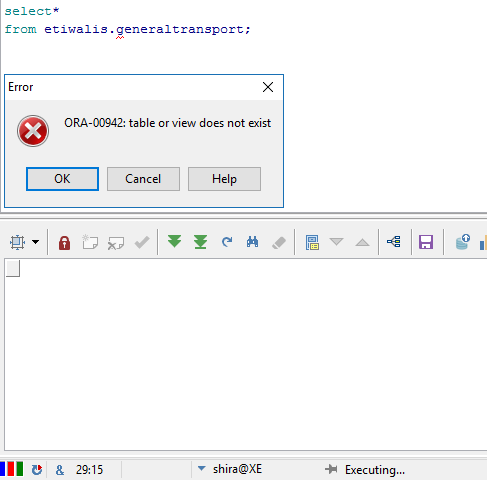 select*
from etiwalis.generaltransport;
Error
ORA-00942: table or view does not exist
OK
Cancel
Help
& 29:15 shira@XE Executing...